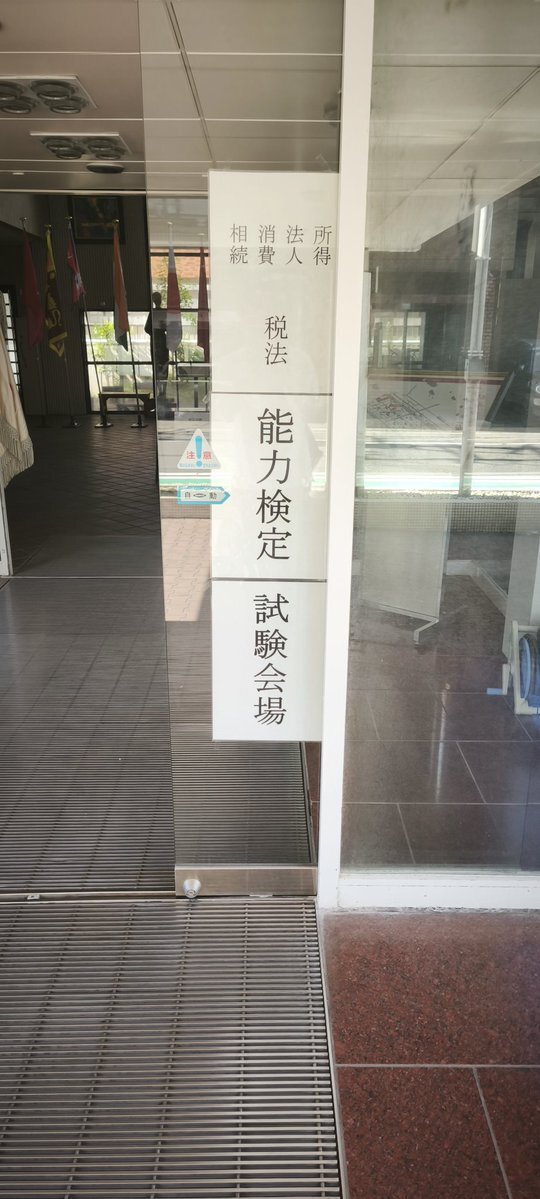 所得
法人
消費
相続
税法
能力検定
試験会場
注意
自動